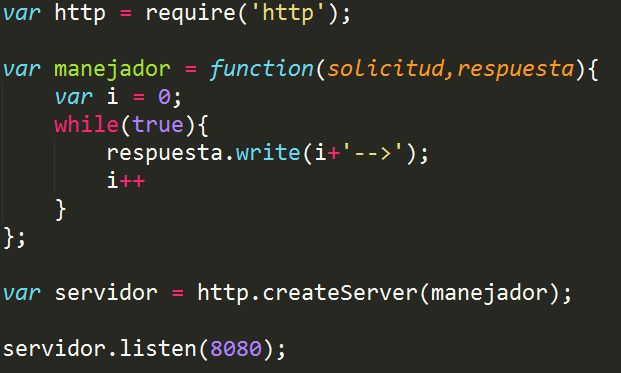 var http = require('http');
var manejador = function(solicitud,respuesta){
var i = 0;
while(true){
respuesta.write(i+'-->');
i++
}
};
var servidor = http.createServer(manejador);
servidor.listen(8080);